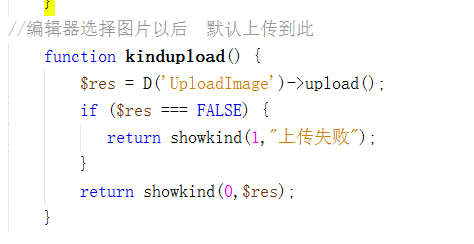 }
//编辑器选择图片以后  默认上传到此
function kindupload() {
$res = D('UploadImage')->upload();
if ($res === FALSE) {
return showkind(1,"上传失败");
}
return showkind(0,$res);
}